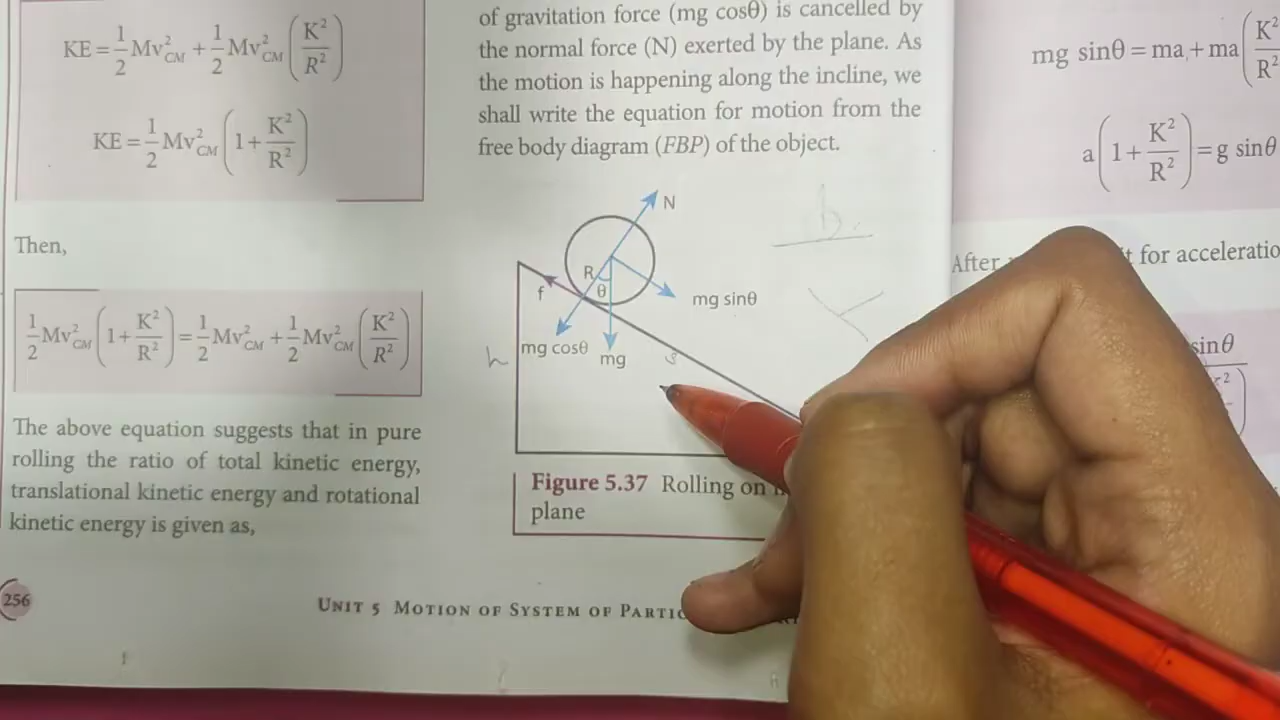 KE = 1/2 Mv²CM + 1/2 Mv²CM (K²/R²)
KE = 1/2 Mv²CM (1 + K²/R²)
Then,
1/2 Mv²CM (1 + K²/R²) = 1/2 Mv²CM + 1/2 Mv²CM (K²/R²)
The above equation suggests that in pure
rolling the ratio of total kinetic energy,
translational kinetic energy and rotational
kinetic energy is given as,
256
UNIT 5 MOTION OF SYSTEM OF
of gravitation force (mg cosθ) is cancelled by
the normal force (N) exerted by the plane. As
the motion is happening along the incline, we
shall write the equation for motion from the
free body diagram (FBP) of the object.
N
R
θ
f
mg sinθ
mg cosθ
mg
h
s
h
Figure 5.37 Rolling on
plane
mg sinθ = ma + ma (K²/R²
a (1 + K²/R²) = g sinθ
After
for
sinθ